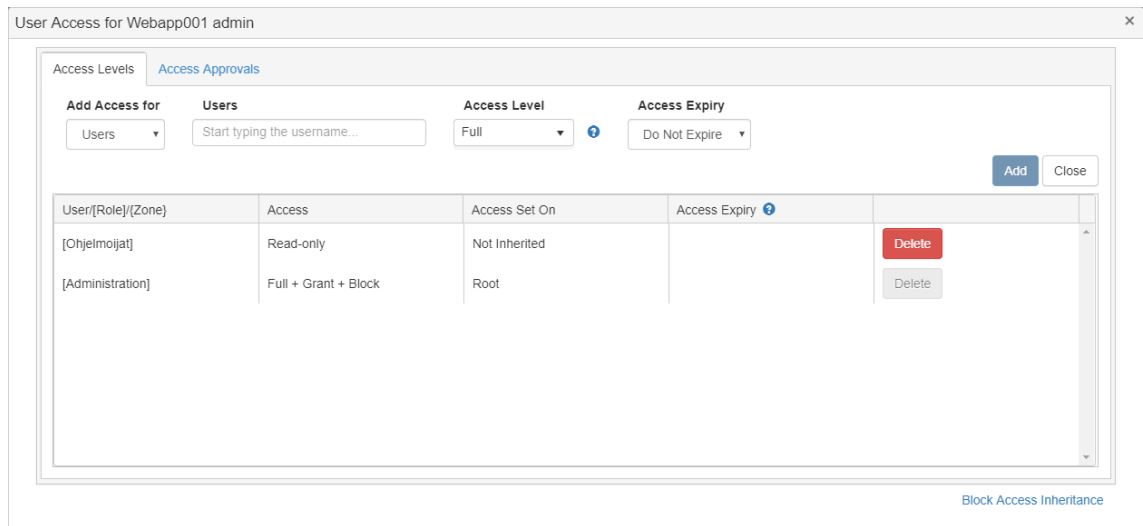 User Access for Webapp001 admin ×
Access Levels Access Approvals
Add Access for Users Access Level Access Expiry
Users Start typing the username... Full Do Not Expire
Add Close
User/[Role]/{Zone} Access Access Set On Access Expiry
[Ohjelmoijat] Read-only Not Inherited Delete
[Administration] Full + Grant + Block Root Delete
Block Access Inheritance